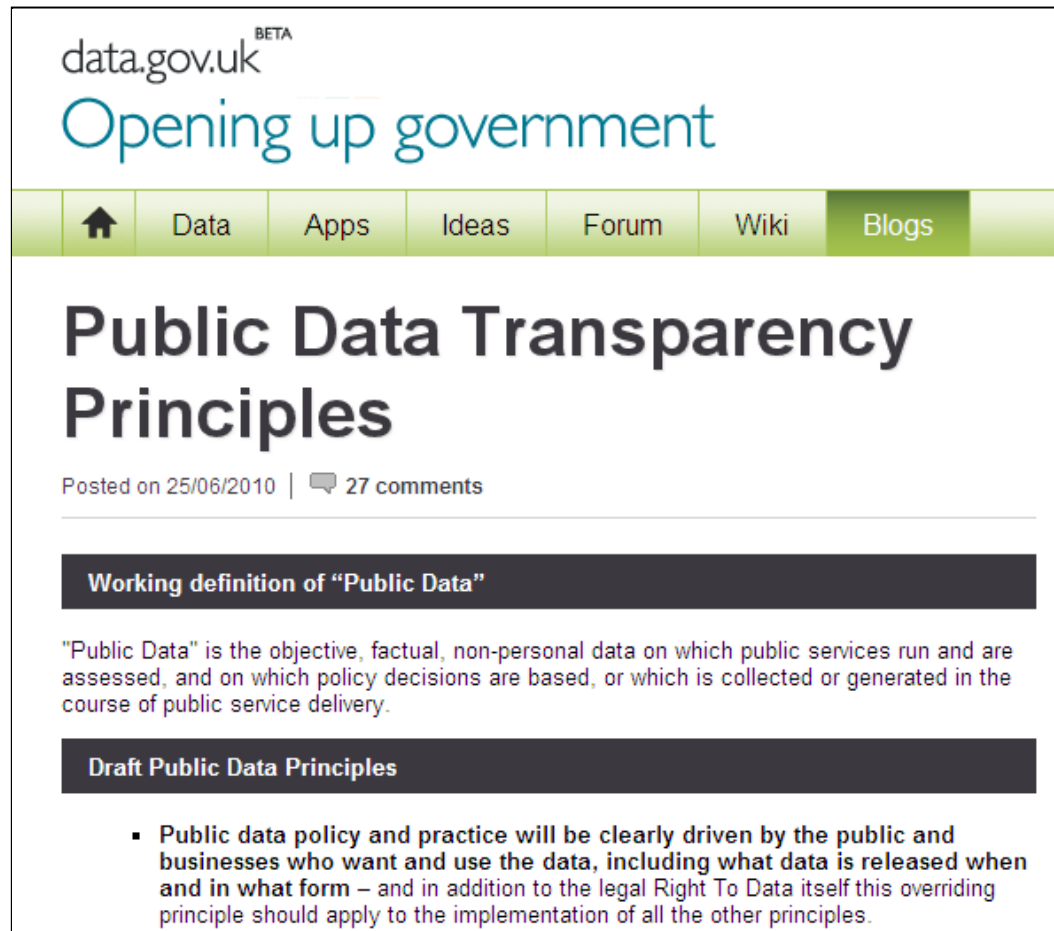 data.gov.uk BETA
Opening up government
Data Apps Ideas Forum Wiki Blogs
Public Data Transparency
Principles
Posted on 25/06/2010 | 27 comments
Working definition of “Public Data”
"Public Data" is the objective, factual, non-personal data on which public services run and are
assessed, and on which policy decisions are based, or which is collected or generated in the
course of public service delivery.
Draft Public Data Principles
▪ Public data policy and practice will be clearly driven by the public and
businesses who want and use the data, including what data is released when
and in what form – and in addition to the legal Right To Data itself this overriding
principle should apply to the implementation of all the other principles.